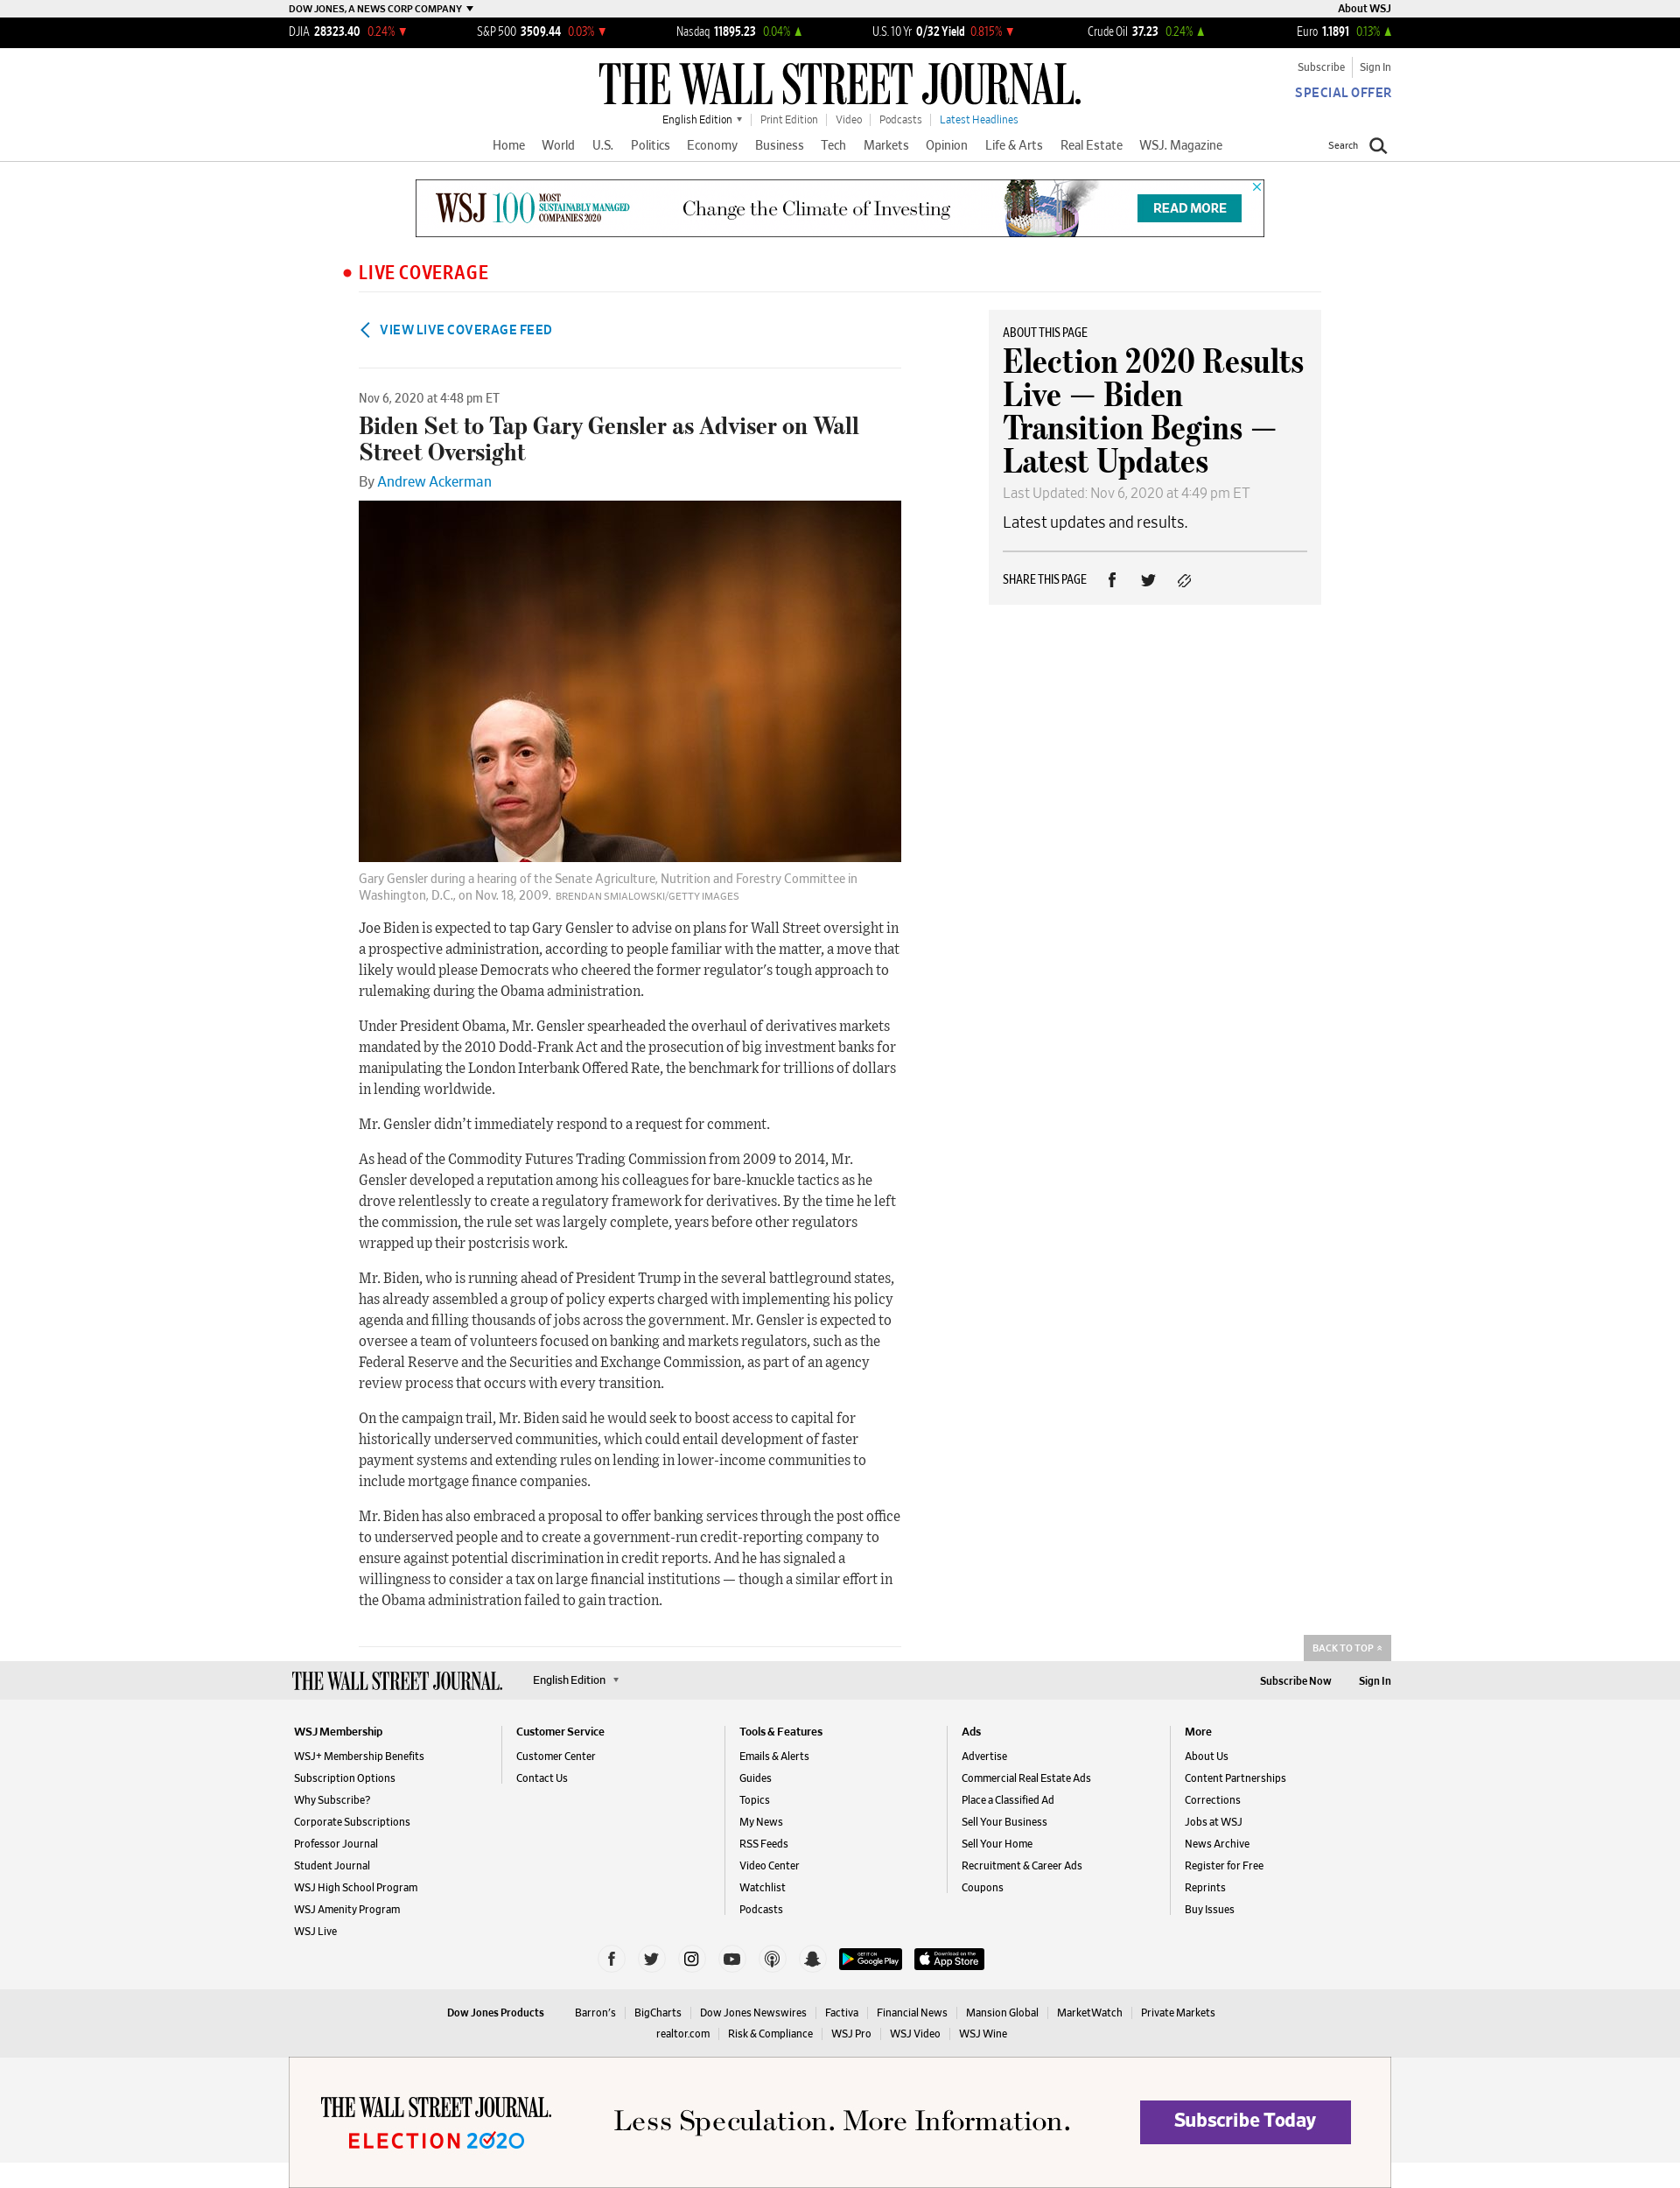 DOW JONES, A NEWS CORP COMPANY
About WSJ
DJIA 28323.40 0.24%
S&P 500 3509.44 0.03%
Nasdaq 11895.23 0.04%
U.S. 10 Yr 0/32 Yield 0.815%
Crude Oil 37.23 0.24%
Euro 1.1891 0.13%
THE WALL STREET JOURNAL.
Subscribe Sign In
SPECIAL OFFER
English Edition Print Edition Video Podcasts Latest Headlines
Home World U.S. Politics Economy Business Tech Markets Opinion Life & Arts Real Estate WSJ. Magazine
Search
WSJ 100 MOST
SUSTAINABLY MANAGED
COMPANIES 2020
Change the Climate of Investing
READ MORE
LIVE COVERAGE
VIEW LIVE COVERAGE FEED
Nov 6, 2020 at 4:48 pm ET
Biden Set to Tap Gary Gensler as Adviser on Wall
Street Oversight
By Andrew Ackerman
Gary Gensler during a hearing of the Senate Agriculture, Nutrition and Forestry Committee in
Washington, D.C., on Nov. 18, 2009. BRENDAN SMIALOWSKI/GETTY IMAGES
Joe Biden is expected to tap Gary Gensler to advise on plans for Wall Street oversight in
a prospective administration, according to people familiar with the matter, a move that
likely would please Democrats who cheered the former regulator's tough approach to
rulemaking during the Obama administration.
Under President Obama, Mr. Gensler spearheaded the overhaul of derivatives markets
mandated by the 2010 Dodd-Frank Act and the prosecution of big investment banks for
manipulating the London Interbank Offered Rate, the benchmark for trillions of dollars
in lending worldwide.
Mr. Gensler didn't immediately respond to a request for comment.
As head of the Commodity Futures Trading Commission from 2009 to 2014, Mr.
Gensler developed a reputation among his colleagues for bare-knuckle tactics as he
drove relentlessly to create a regulatory framework for derivatives. By the time he left
the commission, the rule set was largely complete, years before other regulators
wrapped up their postcrisis work.
Mr. Biden, who is running ahead of President Trump in the several battleground states,
has already assembled a group of policy experts charged with implementing his policy
agenda and filling thousands of jobs across the government. Mr. Gensler is expected to
oversee a team of volunteers focused on banking and markets regulators, such as the
Federal Reserve and the Securities and Exchange Commission, as part of an agency
review process that occurs with every transition.
On the campaign trail, Mr. Biden said he would seek to boost access to capital for
historically underserved communities, which could entail development of faster
payment systems and extending rules on lending in lower-income communities to
include mortgage finance companies.
Mr. Biden has also embraced a proposal to offer banking services through the post office
to underserved people and to create a government-run credit-reporting company to
ensure against potential discrimination in credit reports. And he has signaled a
willingness to consider a tax on large financial institutions — though a similar effort in
the Obama administration failed to gain traction.
ABOUT THIS PAGE
Election 2020 Results
Live — Biden
Transition Begins —
Latest Updates
Last Updated: Nov 6, 2020 at 4:49 pm ET
Latest updates and results.
SHARE THIS PAGE
BACK TO TOP
THE WALL STREET JOURNAL.
English Edition
Subscribe Now Sign In
WSJ Membership
WSJ+ Membership Benefits
Subscription Options
Why Subscribe?
Corporate Subscriptions
Professor Journal
Student Journal
WSJ High School Program
WSJ Amenity Program
WSJ Live
Customer Service
Customer Center
Contact Us
Tools & Features
Emails & Alerts
Guides
Topics
My News
RSS Feeds
Video Center
Watchlist
Podcasts
Ads
Advertise
Commercial Real Estate Ads
Place a Classified Ad
Sell Your Business
Sell Your Home
Recruitment & Career Ads
Coupons
More
About Us
Content Partnerships
Corrections
Jobs at WSJ
News Archive
Register for Free
Reprints
Buy Issues
GET IT ON
Google Play
Download on the
App Store
Dow Jones Products Barron's BigCharts Dow Jones Newswires Factiva Financial News Mansion Global MarketWatch Private Markets
realtor.com Risk & Compliance WSJ Pro WSJ Video WSJ Wine
THE WALL STREET JOURNAL.
ELECTION 2020
Less Speculation. More Information.
Subscribe Today